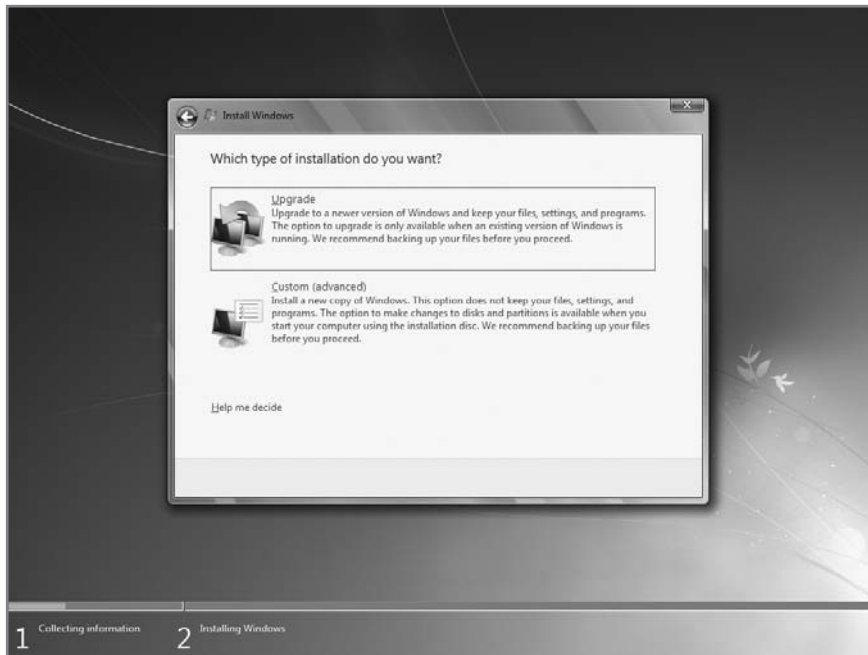 Install Windows
Which type of installation do you want?
Upgrade
Upgrade to a newer version of Windows and keep your files, settings, and programs.
The option to upgrade is only available when an existing version of Windows is
running. We recommend backing up your files before you proceed.
Custom (advanced)
Install a new copy of Windows. This option does not keep your files, settings, and
programs. The option to make changes to disks and partitions is available when you
start your computer using the installation disc. We recommend backing up your files
before you proceed.
Help me decide
1 Collecting information 2 Installing Windows